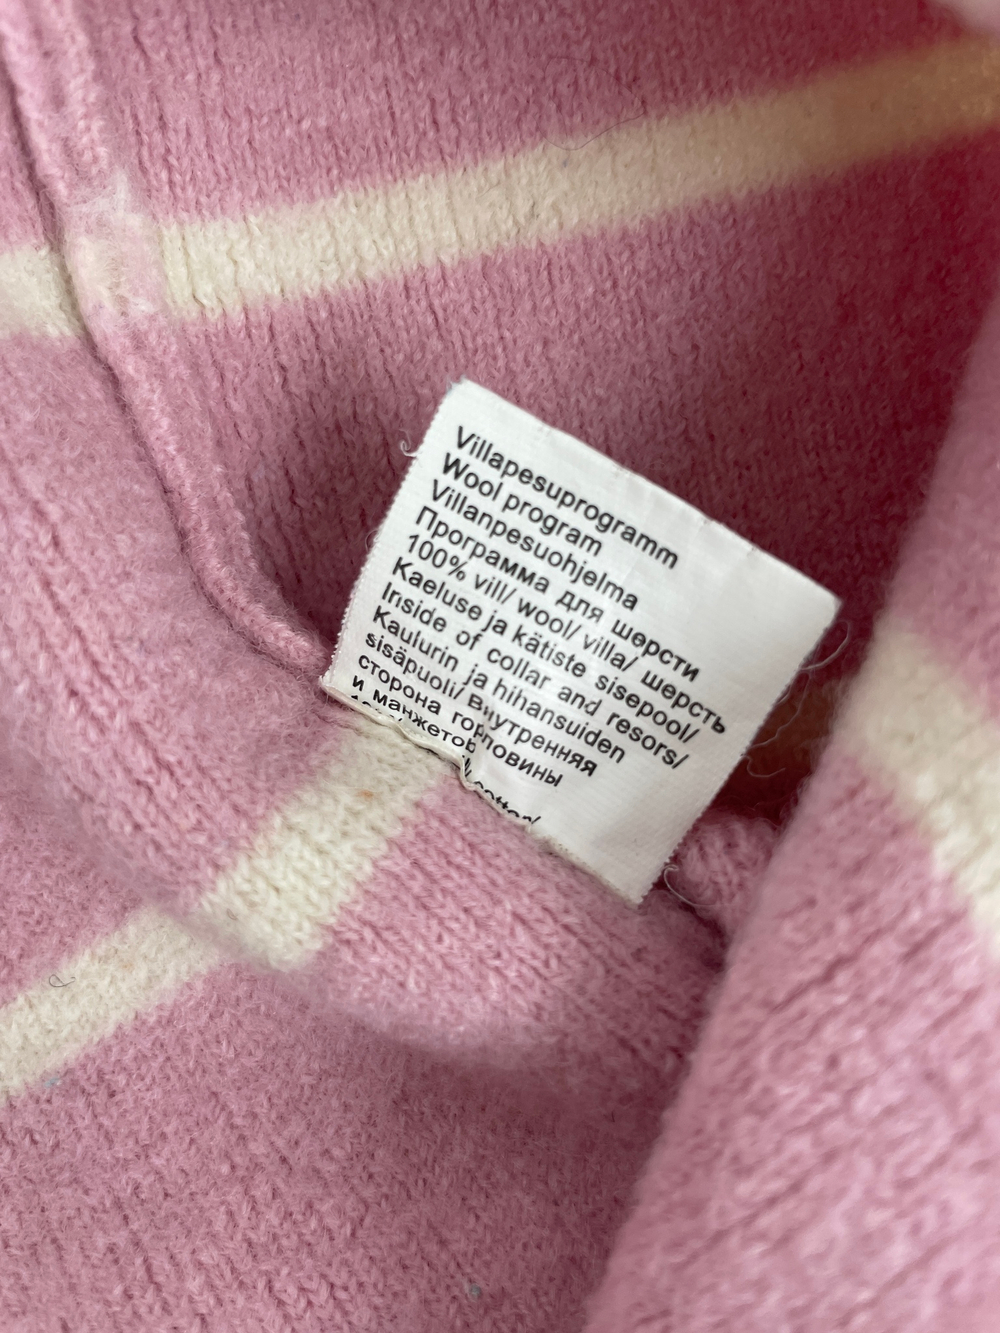 Villapesuprogramm
Wool program
Villanpesuohjelma
Программа для шерсти
100% vill/ wool/ villa/ шерсть
Kaeluse ja kätiste sisepool/
Inside of collar and resors/
Kaulurin ja hihansuiden
sisäpuoli/ Внутренняя
сторона горловины
и манжетов
cotton/